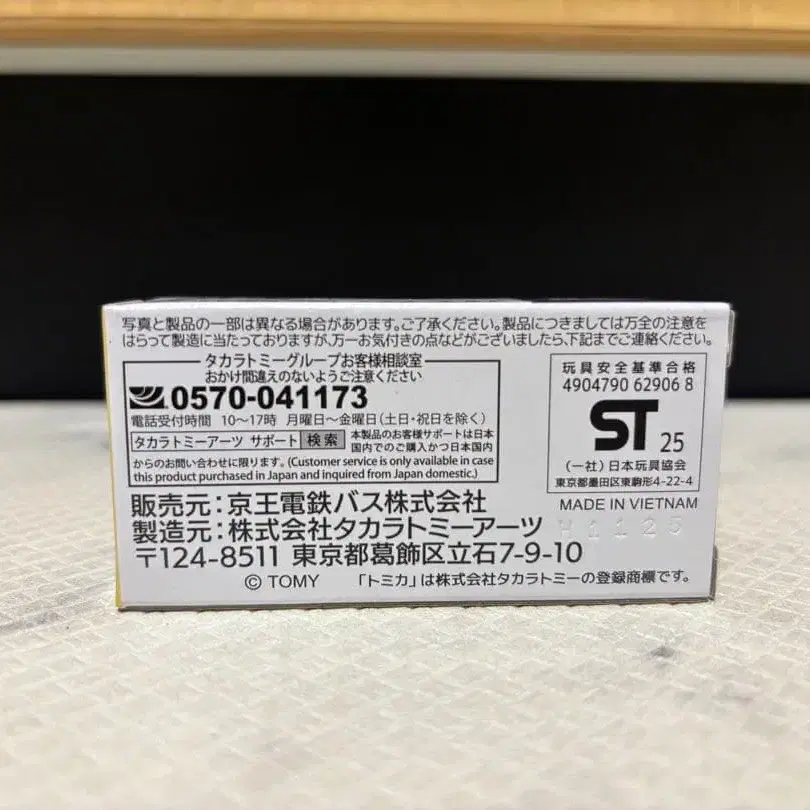 写真と製品の一部は異なる場合があります。ご了承ください。製品につきましては万全の注意を
はらって製造に当たっておりますが、万一お気付きの点などがございましたら、下記までご連絡ください。
タカラトミーグループお客様相談室
おかけ間違えのないようご注意ください
0570-041173
電話受付時間 10〜17時 月曜日〜金曜日(土日・祝日を除く)
タカラトミーアーツ サポート 検索 本製品のお客様サポートは日本
国内でのご購入かつ日本国内
からのお問い合わせに限ります。(Customer service is only available in case
this product purchased in Japan and inquired from Japan domestic.)
玩具安全基準合格
4904790 62906 8
ST 25
(一社)日本玩具協会
東京都墨田区東駒形4-22-4
MADE IN VIETNAM
H1125
販売元:京王電鉄バス株式会社
製造元:株式会社タカラトミーアーツ
〒124-8511 東京都葛飾区立石7-9-10
© TOMY 「トミカ」は株式会社タカラトミーの登録商標です。